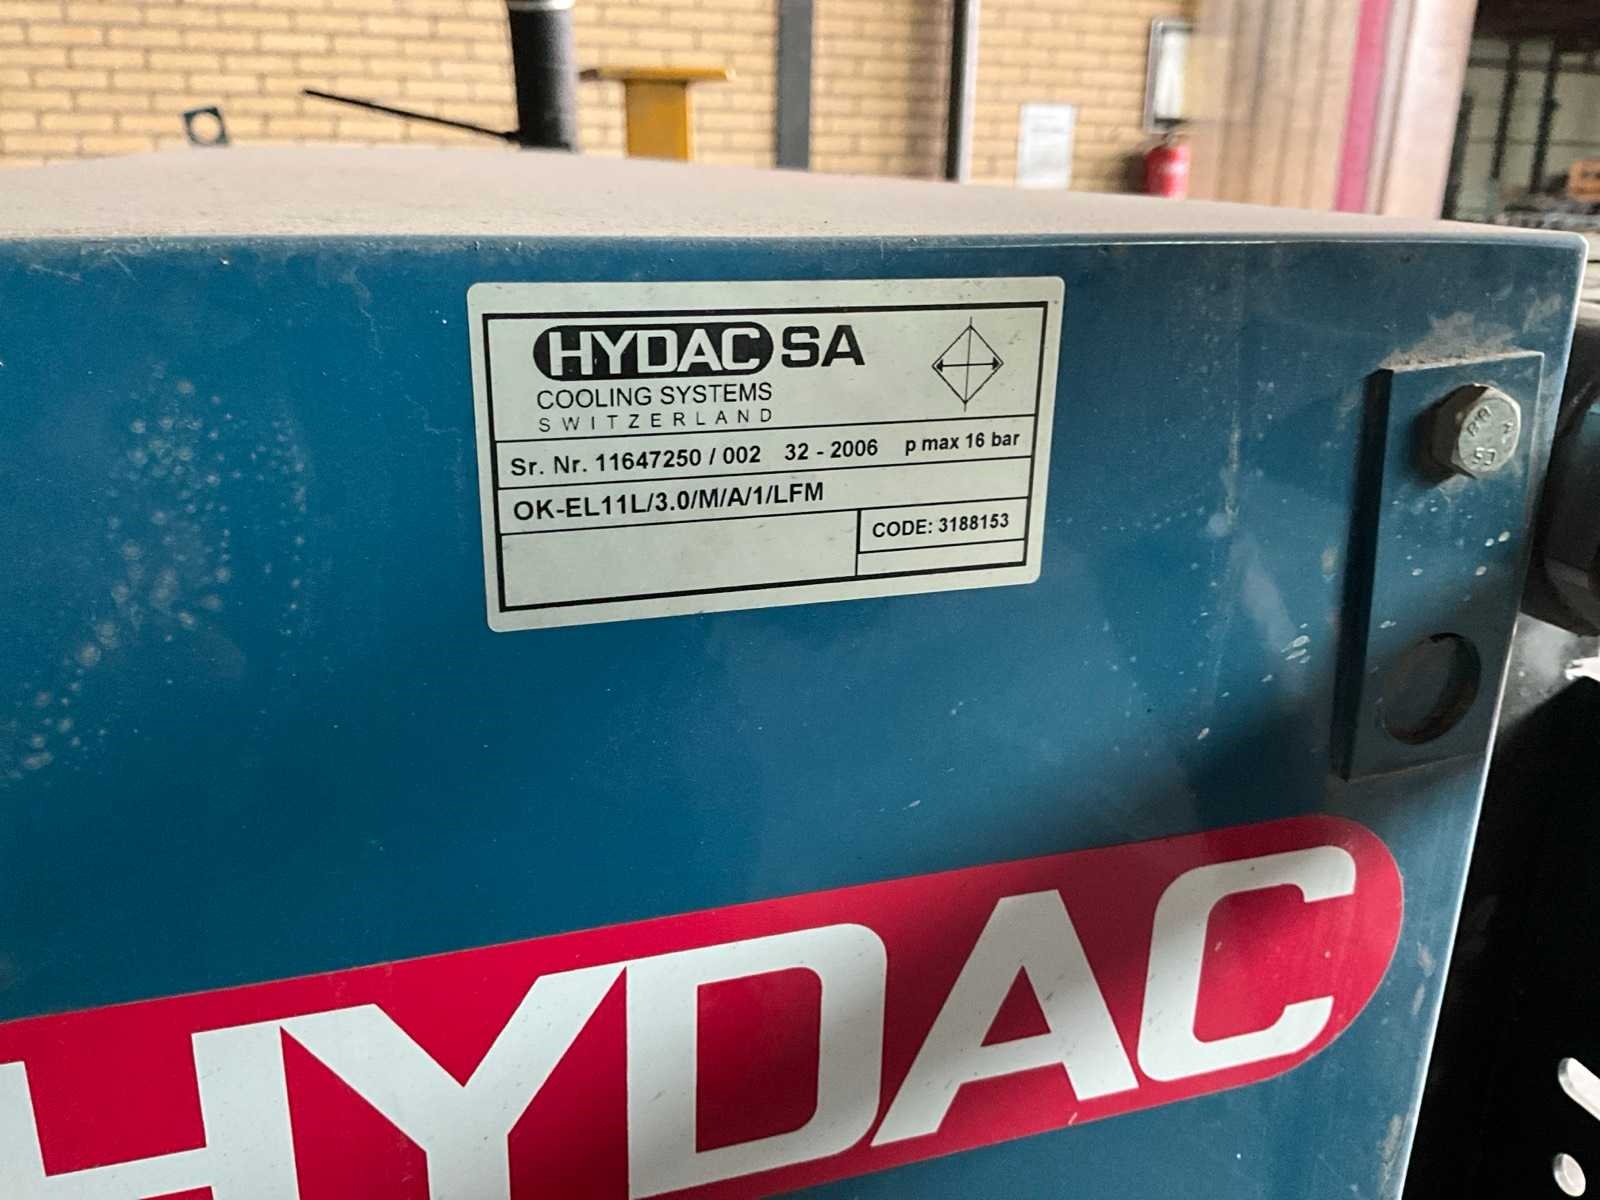 HYDAC SA
COOLING SYSTEMS
SWITZERLAND
Sr. Nr. 11647250 / 002 32 - 2006 p max 16 bar
OK-EL11L/3.0/M/A/1/LFM
CODE: 3188153
HYDAC